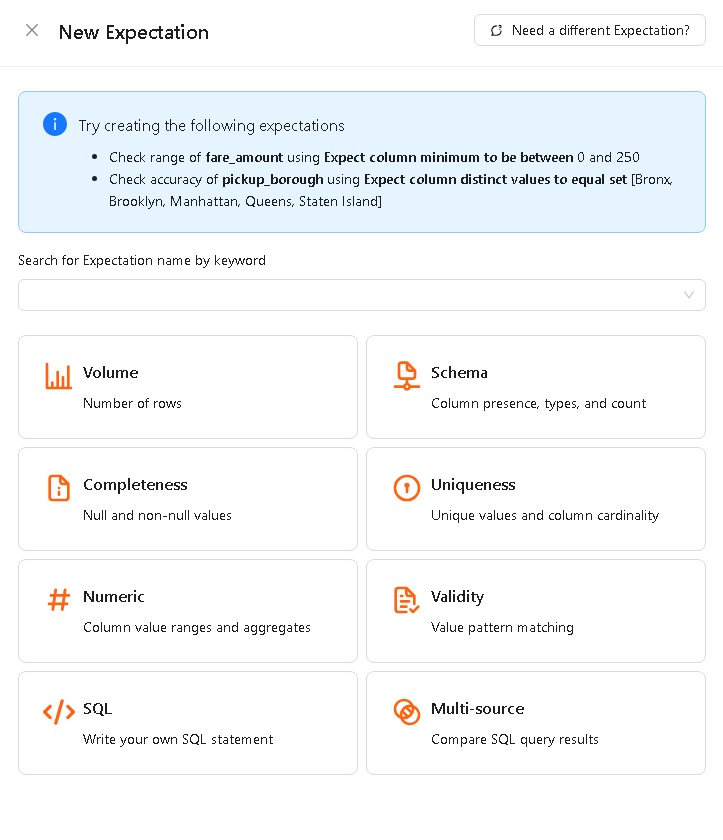 New Expectation
Need a different Expectation?
Try creating the following expectations
• Check range of fare_amount using Expect column minimum to be between 0 and 250
• Check accuracy of pickup_borough using Expect column distinct values to equal set [Bronx,
Brooklyn, Manhattan, Queens, Staten Island]
Search for Expectation name by keyword
Volume
Number of rows
Schema
Column presence, types, and count
Completeness
Null and non-null values
Uniqueness
Unique values and column cardinality
Numeric
Column value ranges and aggregates
Validity
Value pattern matching
SQL
Write your own SQL statement
Multi-source
Compare SQL query results